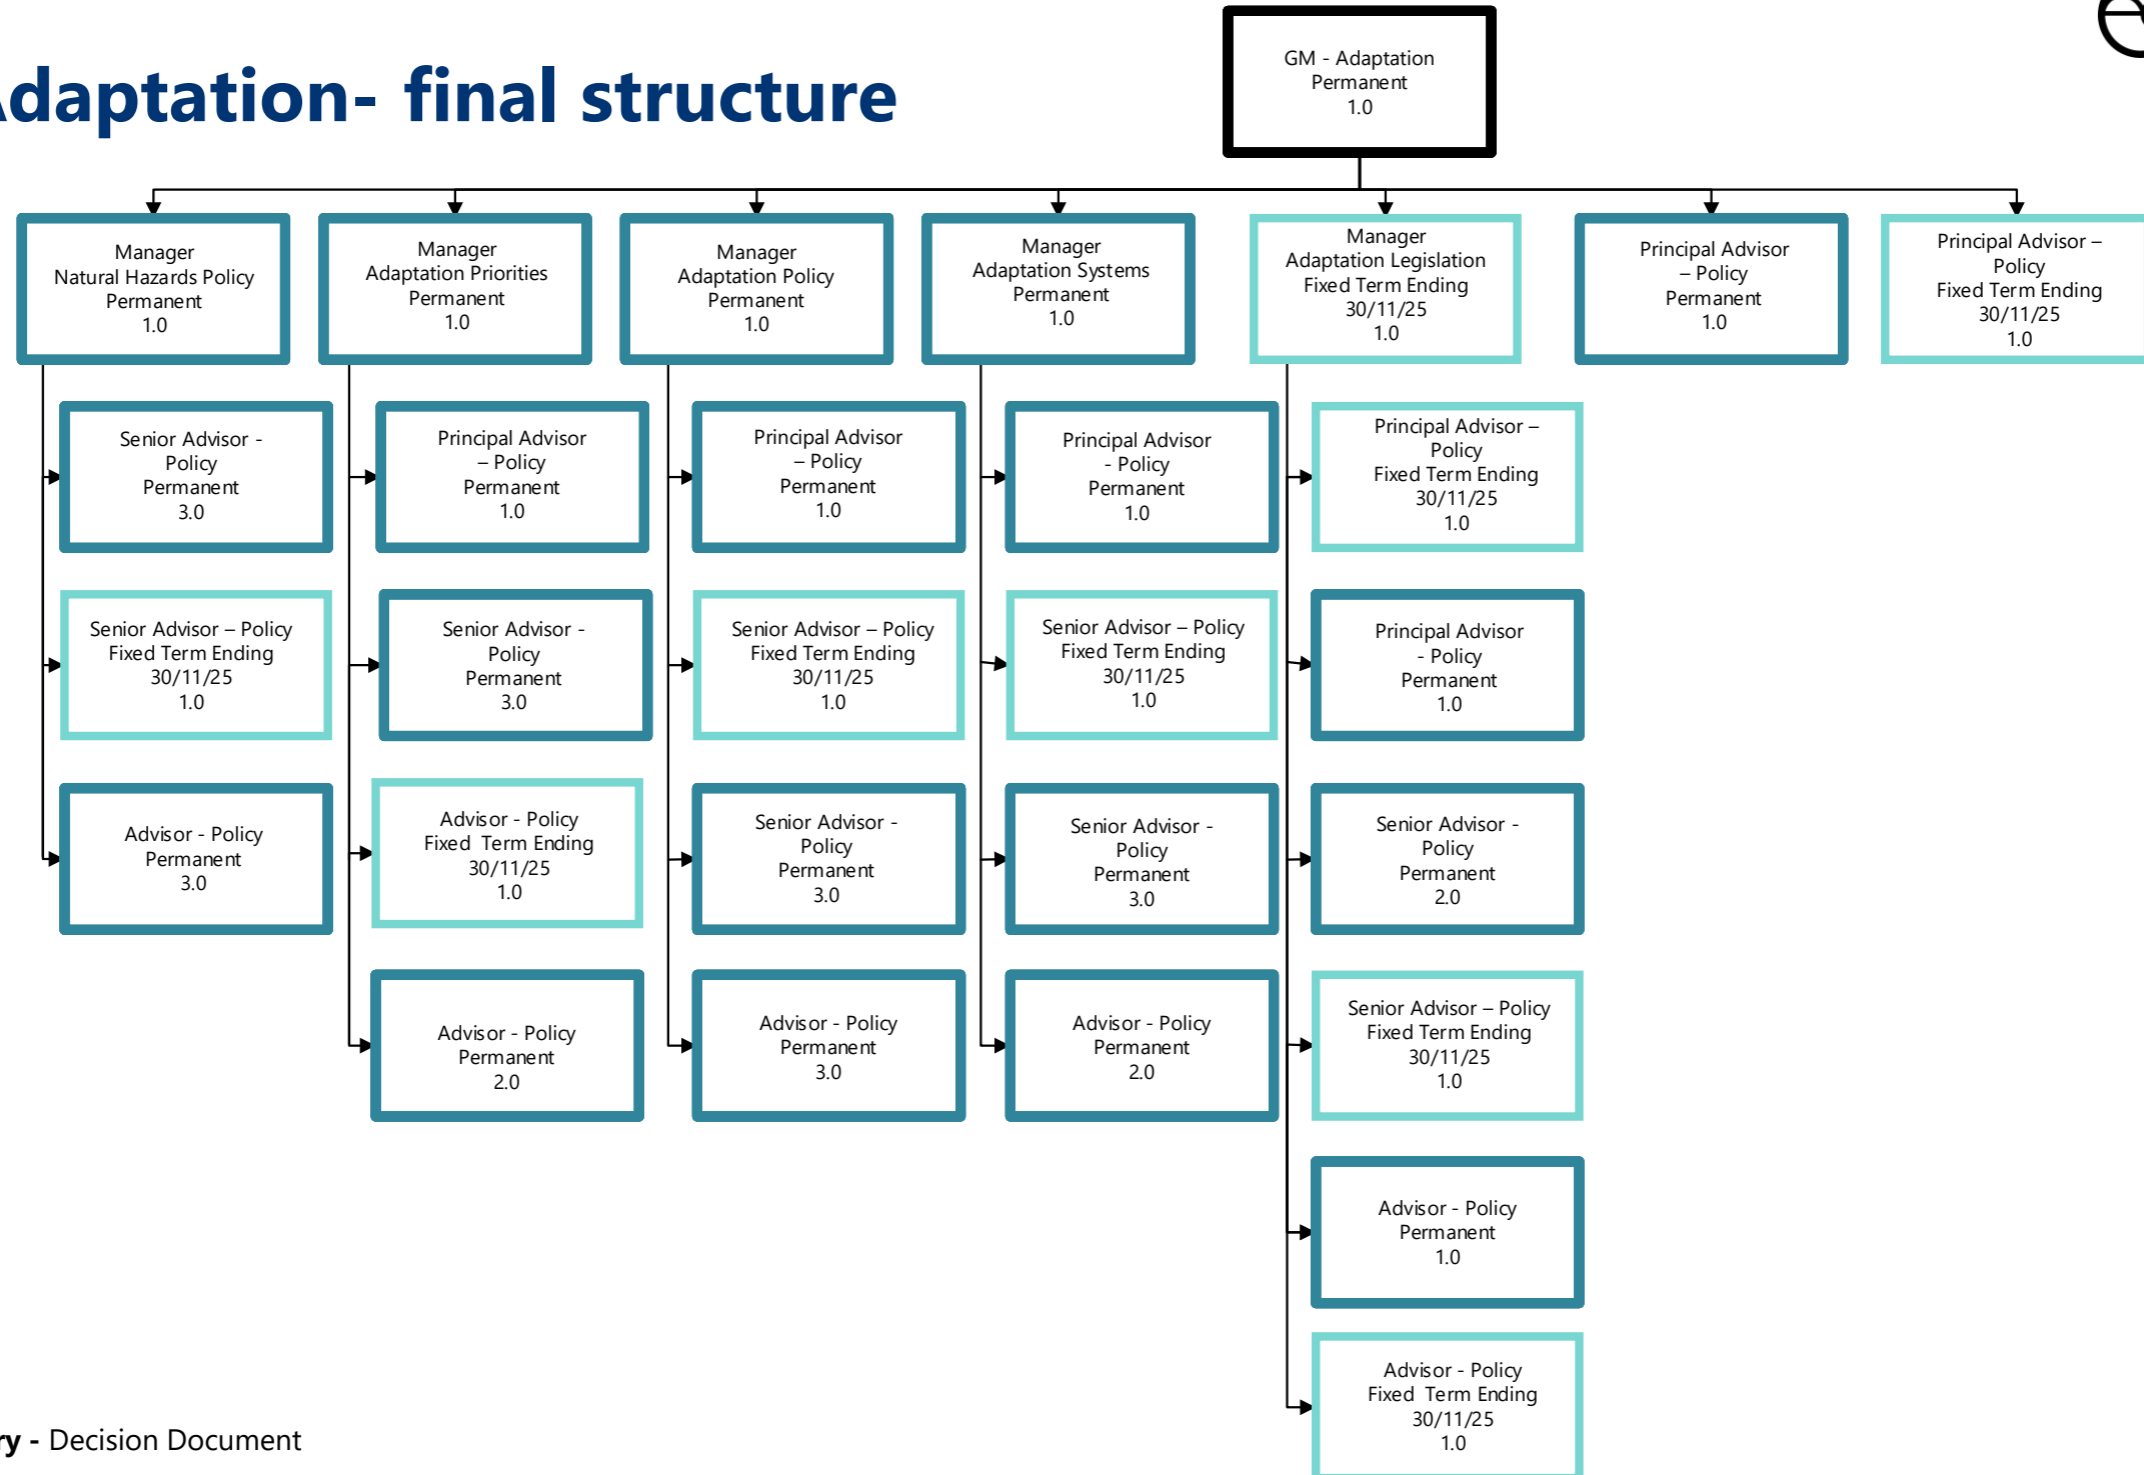 daptation- final structure
GM - Adaptation
Permanent
1.0
Manager
Natural Hazards Policy
Permanent
1.0
Manager
Adaptation Priorities
Permanent
1.0
Manager
Adaptation Policy
Permanent
1.0
Manager
Adaptation Systems
Permanent
1.0
Manager
Adaptation Legislation
Fixed Term Ending
30/11/25
1.0
Principal Advisor
– Policy
Permanent
1.0
Principal Advisor –
Policy
Fixed Term Ending
30/11/25
1.0
Senior Advisor -
Policy
Permanent
3.0
Senior Advisor – Policy
Fixed Term Ending
30/11/25
1.0
Advisor - Policy
Permanent
3.0
Principal Advisor
– Policy
Permanent
1.0
Senior Advisor -
Policy
Permanent
3.0
Advisor - Policy
Fixed Term Ending
30/11/25
1.0
Advisor - Policy
Permanent
2.0
Principal Advisor
– Policy
Permanent
1.0
Senior Advisor – Policy
Fixed Term Ending
30/11/25
1.0
Senior Advisor -
Policy
Permanent
3.0
Advisor - Policy
Permanent
3.0
Principal Advisor
- Policy
Permanent
1.0
Senior Advisor – Policy
Fixed Term Ending
30/11/25
1.0
Senior Advisor -
Policy
Permanent
3.0
Advisor - Policy
Permanent
2.0
Principal Advisor –
Policy
Fixed Term Ending
30/11/25
1.0
Principal Advisor
- Policy
Permanent
1.0
Senior Advisor -
Policy
Permanent
2.0
Senior Advisor – Policy
Fixed Term Ending
30/11/25
1.0
Advisor - Policy
Permanent
1.0
Advisor - Policy
Fixed Term Ending
30/11/25
1.0
ry - Decision Document